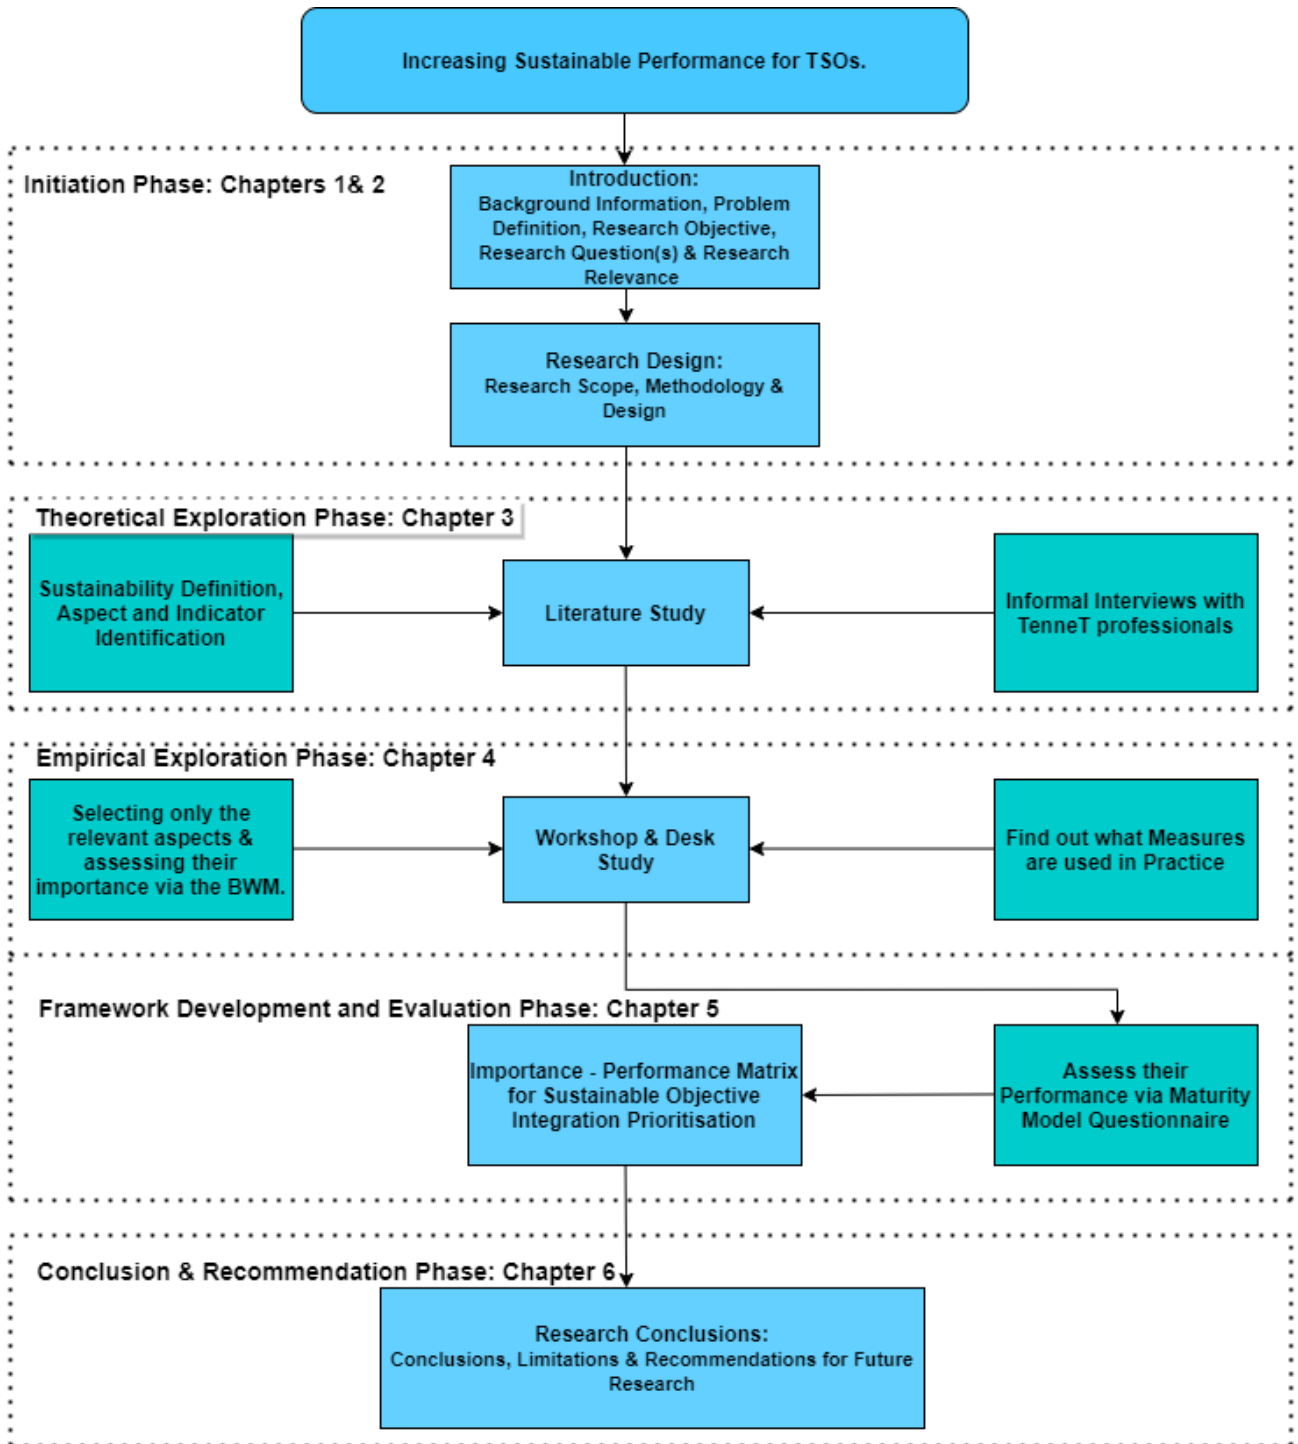 Increasing Sustainable Performance for TSOs.
Initiation Phase: Chapters 1& 2
Introduction:
Background Information, Problem
Definition, Research Objective,
Research Question(s) & Research
Relevance
Research Design:
Research Scope, Methodology &
Design
Theoretical Exploration Phase: Chapter 3
Sustainability Definition,
Aspect and Indicator
Identification
Literature Study
Informal Interviews with
TenneT professionals
Empirical Exploration Phase: Chapter 4
Selecting only the
relevant aspects &
assessing their
importance via the BWM.
Workshop & Desk
Study
Find out what Measures
are used in Practice
Framework Development and Evaluation Phase: Chapter 5
Importance - Performance Matrix
for Sustainable Objective
Integration Prioritisation
Assess their
Performance via Maturity
Model Questionnaire
Conclusion & Recommendation Phase: Chapter 6
Research Conclusions:
Conclusions, Limitations & Recommendations for Future
Research